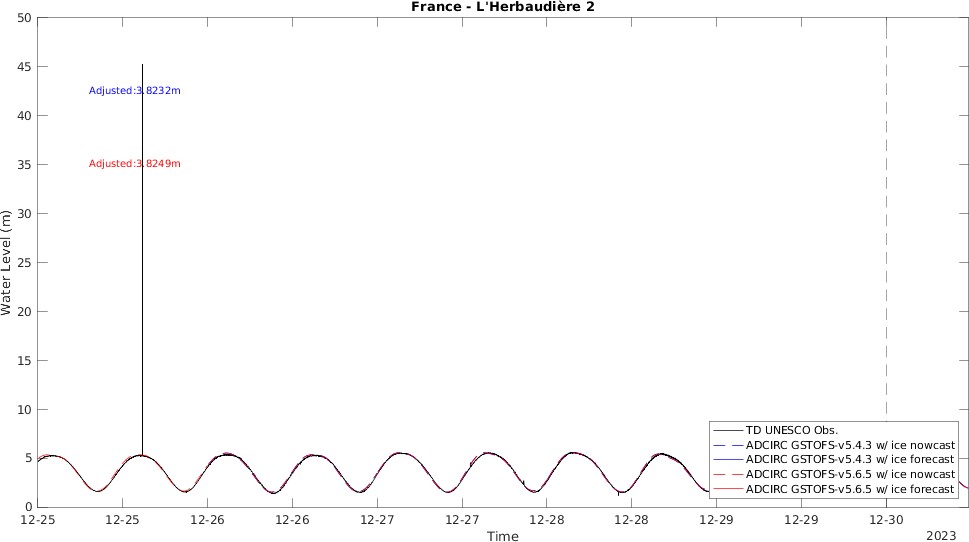 France - L'Herbaudière 2
50
45
40
35
30
25
20
15
10
5
0
Water Level (m)
Adjusted:3.8232m
Adjusted:3.8249m
TD UNESCO Obs.
ADCIRC GSTOFS-v5.4.3 w/ ice nowcast
ADCIRC GSTOFS-v5.4.3 w/ ice forecast
ADCIRC GSTOFS-v5.6.5 w/ ice nowcast
ADCIRC GSTOFS-v5.6.5 w/ ice forecast
12-25 12-25 12-26 12-26 12-27 12-27 12-28 12-28 12-29 12-29 12-30
Time
2023